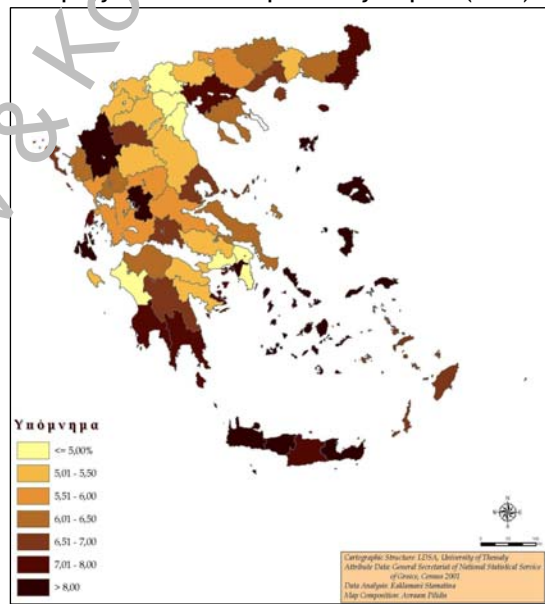 & Κο
Υπόμνημα
<= 5,00%
5,01 - 5,50
5,51 - 6,00
6,01 - 6,50
6,51 - 7,00
7,01 - 8,00
> 8,00
N
Cartographic Structure: LDSA, University of Thessaly
Attribute Data: General Secretariat of National Statistical Service
of Greece, Census 2001
Data Analysis: Kaklamani Stamatina
Map Composition: